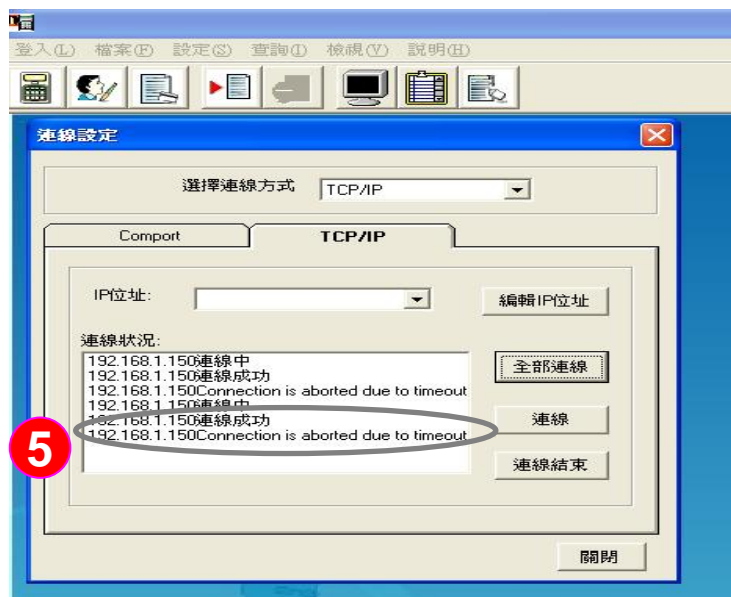 登入(L) 檔案(F) 設定(S) 查詢(I) 檢視(V) 說明(H)
連線設定
選擇連線方式 TCP/IP
Comport TCP/IP
IP位址: 編輯IP位址
連線狀況:
192.168.1.150連線中
192.168.1.150連線成功
192.168.1.150Connection is aborted due to timeout
192.168.1.150連線中
192.168.1.150連線成功
192.168.1.150Connection is aborted due to timeout
全部連線
連線
連線結束
5
關閉